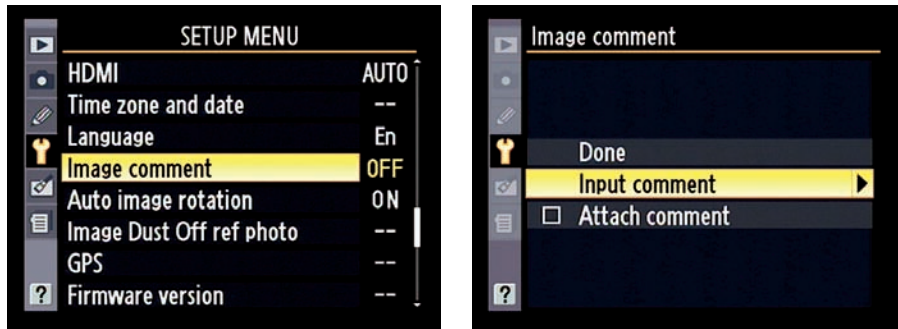 SETUP MENU
HDMI AUTO
Time zone and date --
Language En
Image comment OFF
Auto image rotation ON
Image Dust Off ref photo --
GPS --
Firmware version --
?
Image comment
Done
Input comment
Attach comment
?